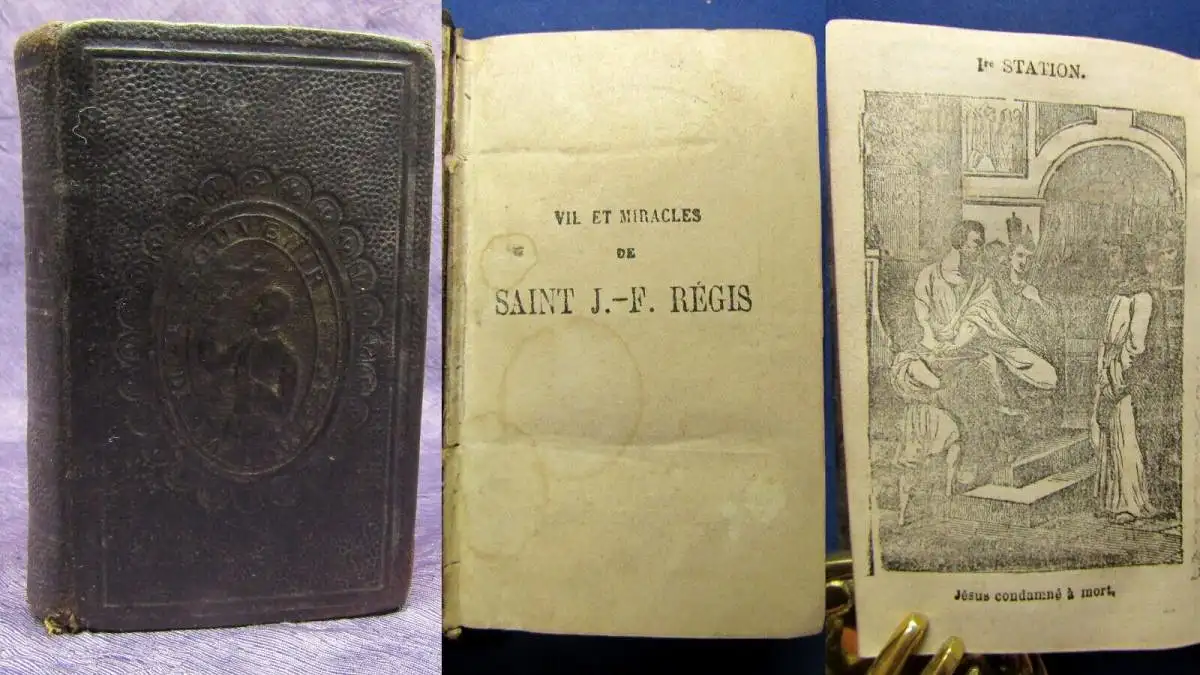 VIE ET MIRACLES
DE
SAINT J.-F. RÉGIS
Ire STATION.
Jésus condamné à mort.